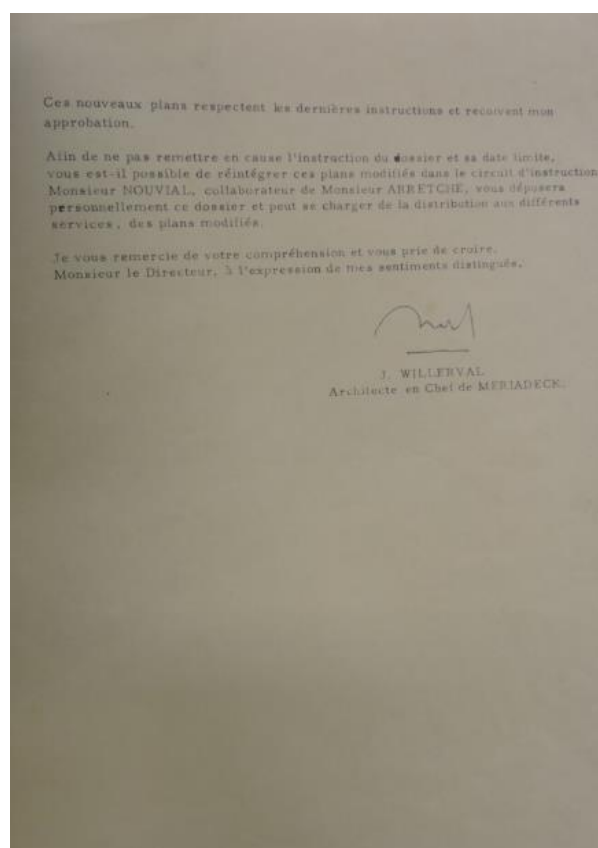 Ces nouveaux plans respectent les dernières instructions et recoivent mon
approbation.
Afin de ne pas remettre en cause l'instruction du dossier et sa date limite,
vous est-il possible de réintégrer ces plans modifiés dans le circuit d'instruction
Monsieur NOUVIAL, collaborateur de Monsieur ARRETCHE, vous déposera
personnellement ce dossier et peut se charger de la distribution aux différents
services, des plans modifiés.
Je vous remercie de votre compréhension et vous prie de croire,
Monsieur le Directeur, à l'expression de mes sentiments distingués.
J. WILLERVAL
Architecte en Chef de MERIADECK.